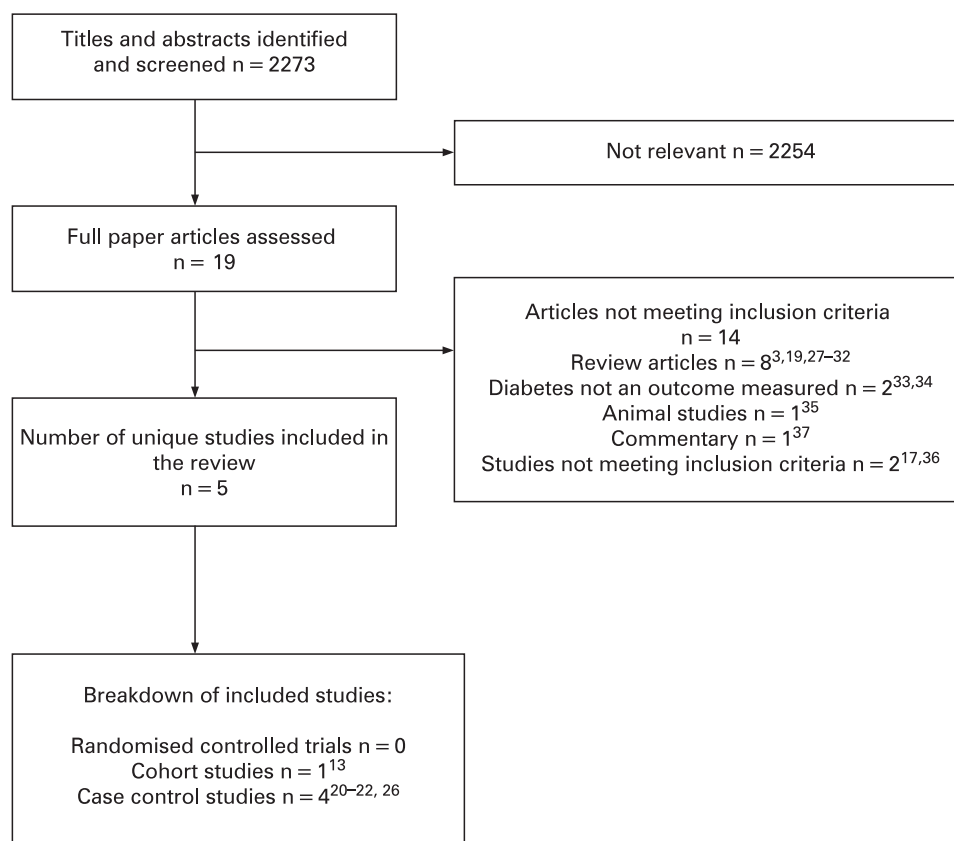 Titles and abstracts identified
and screened n = 2273
Not relevant n = 2254
Full paper articles assessed
n = 19
Articles not meeting inclusion criteria
n = 14
Review articles n = 8^3,19,27–32
Diabetes not an outcome measured n = 2^33,34
Animal studies n = 1^35
Commentary n = 1^37
Studies not meeting inclusion criteria n = 2^17,36
Number of unique studies included in
the review
n = 5
Breakdown of included studies:
Randomised controlled trials n = 0
Cohort studies n = 1^13
Case control studies n = 4^20–22, 26